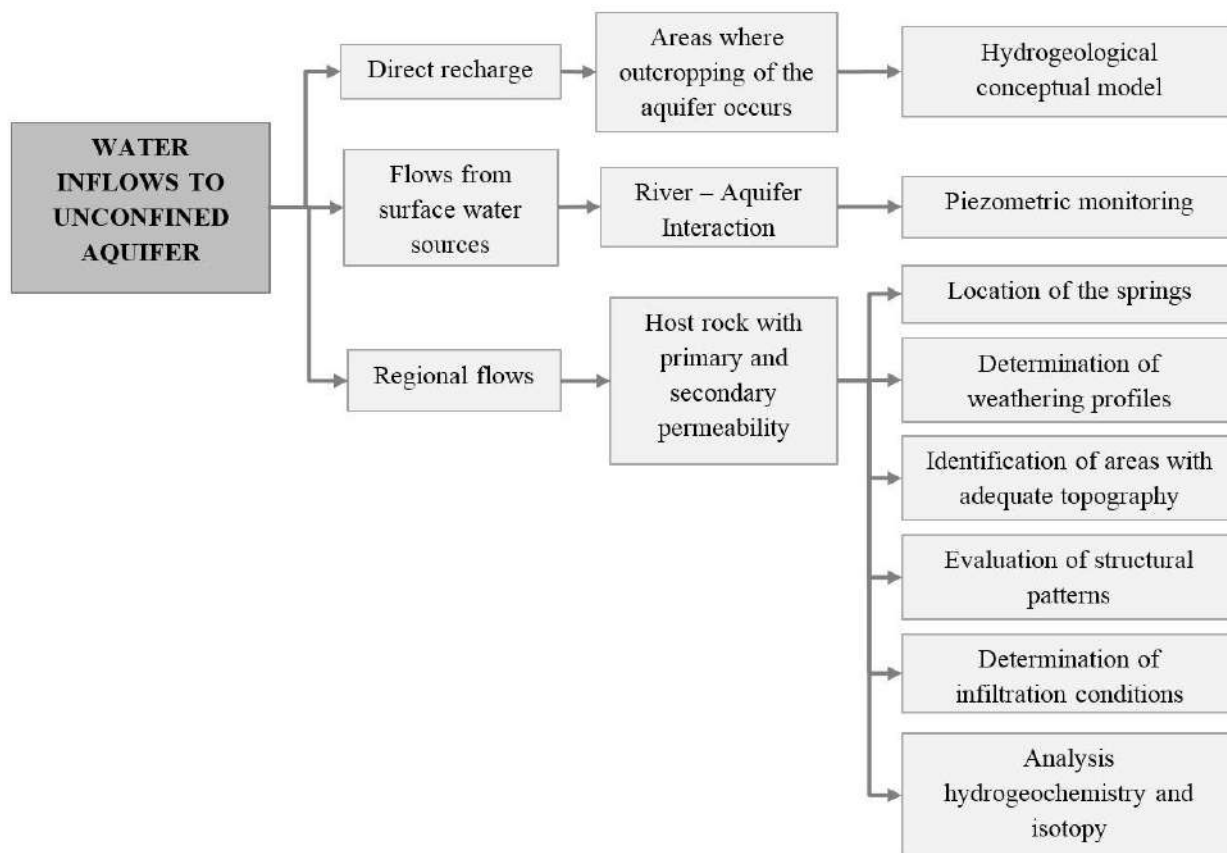 WATER
INFLOWS TO
UNCONFINED
AQUIFER
Direct recharge
Areas where
outcropping of the
aquifer occurs
Hydrogeological
conceptual model
Flows from
surface water
sources
River – Aquifer
Interaction
Piezometric monitoring
Regional flows
Host rock with
primary and
secondary
permeability
Location of the springs
Determination of
weathering profiles
Identification of areas with
adequate topography
Evaluation of structural
patterns
Determination of
infiltration conditions
Analysis
hydrogeochemistry and
isotopy